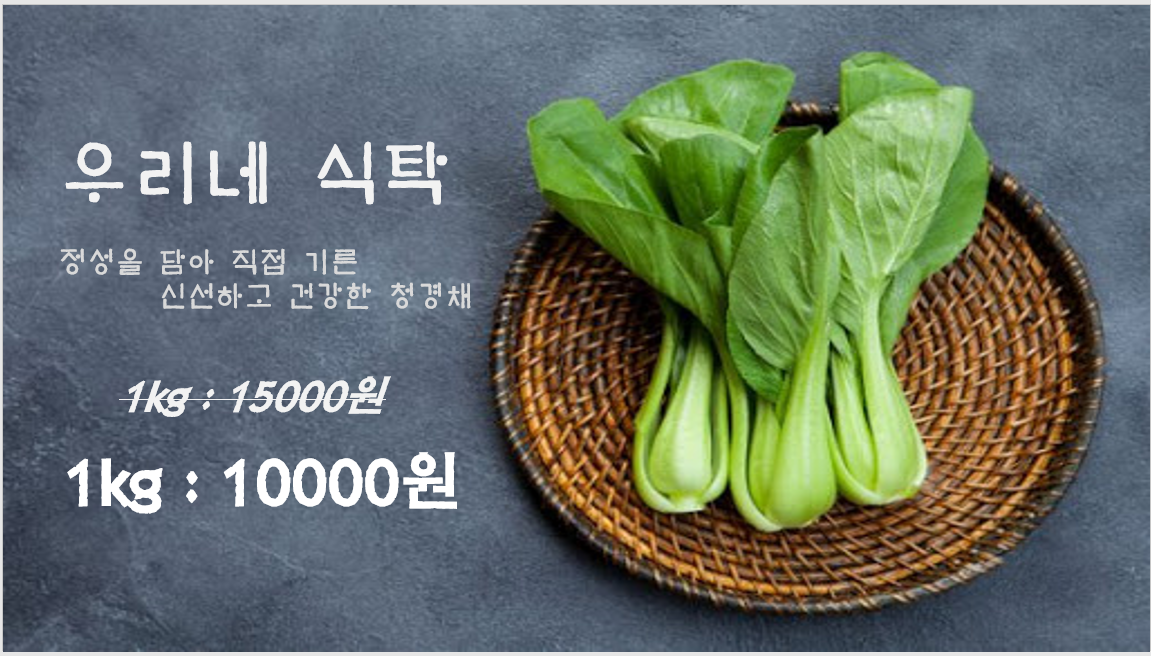 우리네 식탁
정성을 담아 직접 기른
신선하고 건강한 청경채
1kg : 15000원
1kg : 10000원